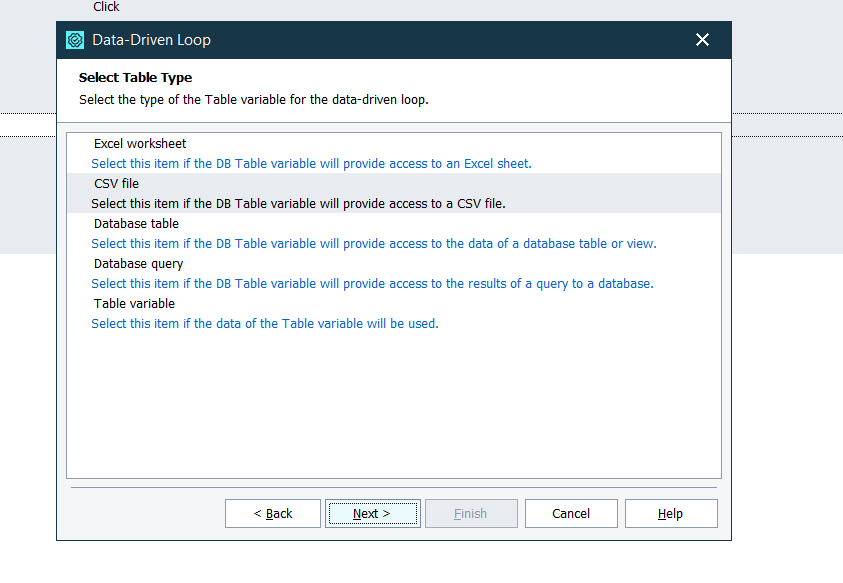 Click
Data-Driven Loop
Select Table Type
Select the type of the Table variable for the data-driven loop.
Excel worksheet
Select this item if the DB Table variable will provide access to an Excel sheet.
CSV file
Select this item if the DB Table variable will provide access to a CSV file.
Database table
Select this item if the DB Table variable will provide access to the data of a database table or view.
Database query
Select this item if the DB Table variable will provide access to the results of a query to a database.
Table variable
Select this item if the data of the Table variable will be used.
< Back Next > Finish Cancel Help